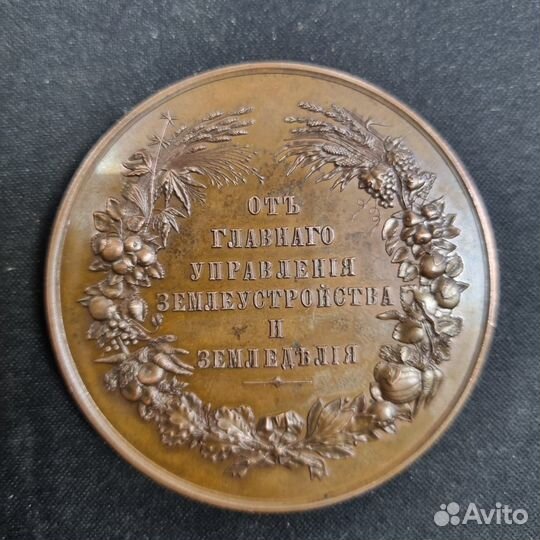 ОТЪ
ГЛАВНАГО
УПРАВЛЕНІЯ
ЗЕМЛЕУСТРОЙСТВА
И
ЗЕМЛЕДѢЛІЯ
Avito